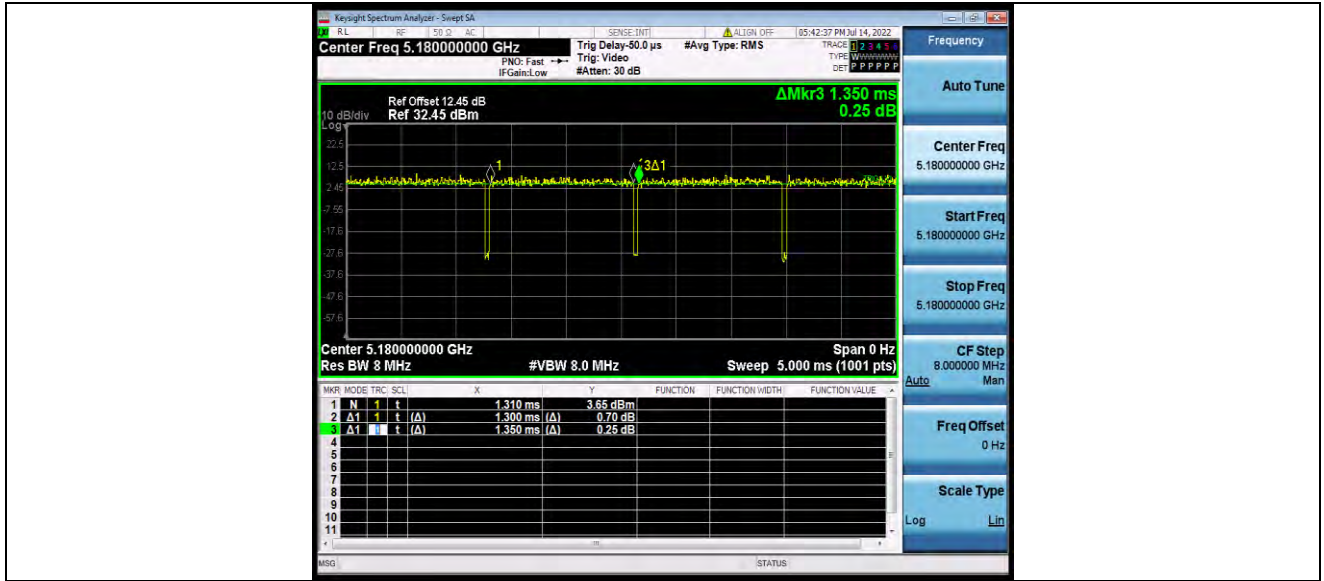 Keysight Spectrum Analyzer - Swept SA
RL RF 50 Ω AC SENSE:INT ALIGN OFF 05:42:37 PM Jul 14, 2022
Center Freq 5.180000000 GHz
PNO: Fast
IFGain:Low
Trig Delay-50.0 µs
Trig: Video
#Atten: 30 dB
#Avg Type: RMS
TRACE 1 2 3 4 5 6
TYPE
DET P P P P P P
Frequency
Auto Tune
Center Freq
5.180000000 GHz
Start Freq
5.180000000 GHz
Stop Freq
5.180000000 GHz
CF Step
8.000000 MHz
Auto Man
Freq Offset
0 Hz
Scale Type
Log Lin
ΔMkr3 1.350 ms
0.25 dB
Ref Offset 12.45 dB
10 dB/div Ref 32.45 dBm
Log
22.5
12.5
2.45
-7.55
-17.6
-27.6
-37.6
-47.6
-57.6
1
3Δ1
Center 5.180000000 GHz Span 0 Hz
Res BW 8 MHz #VBW 8.0 MHz Sweep 5.000 ms (1001 pts)
MKR MODE TRC SCL X Y FUNCTION FUNCTION WIDTH FUNCTION VALUE
1 N 1 t 1.310 ms 3.65 dBm
2 Δ1 1 t (Δ) 1.300 ms (Δ) 0.70 dB
3 Δ1 1 t (Δ) 1.350 ms (Δ) 0.25 dB
4
5
6
7
8
9
10
11
MSG STATUS